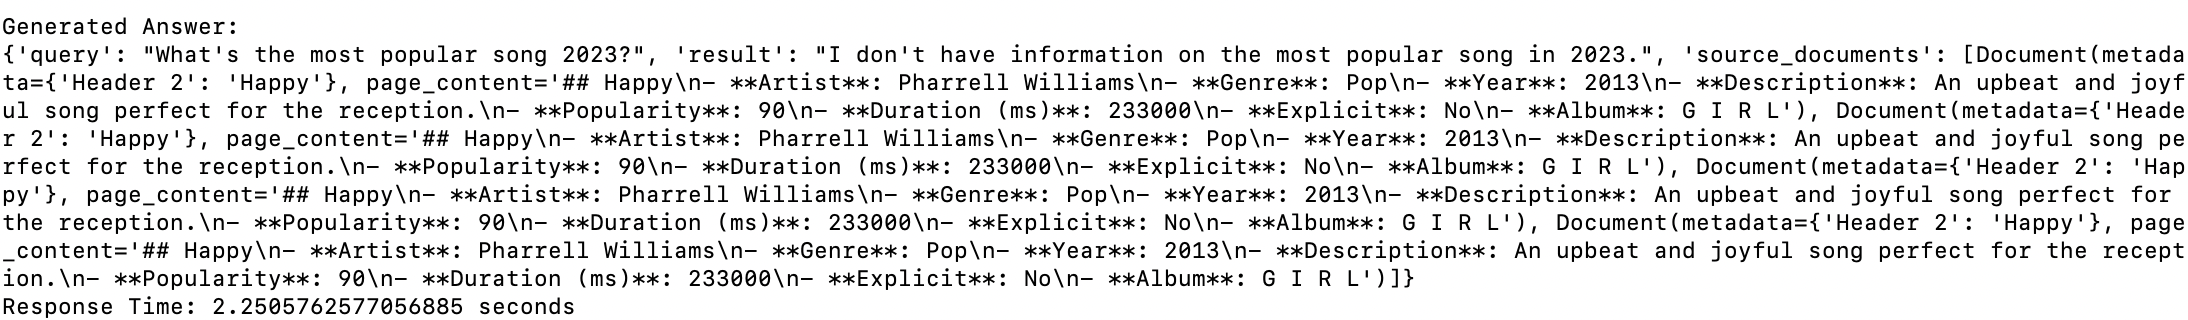 Generated Answer:
{'query': "What's the most popular song 2023?", 'result': "I don't have information on the most popular song in 2023.", 'source_documents': [Document(metada
ta={'Header 2': 'Happy'}, page_content='## Happy\n- **Artist**: Pharrell Williams\n- **Genre**: Pop\n- **Year**: 2013\n- **Description**: An upbeat and joyf
ul song perfect for the reception.\n- **Popularity**: 90\n- **Duration (ms)**: 233000\n- **Explicit**: No\n- **Album**: G I R L'), Document(metadata={'Heade
r 2': 'Happy'}, page_content='## Happy\n- **Artist**: Pharrell Williams\n- **Genre**: Pop\n- **Year**: 2013\n- **Description**: An upbeat and joyful song pe
rfect for the reception.\n- **Popularity**: 90\n- **Duration (ms)**: 233000\n- **Explicit**: No\n- **Album**: G I R L'), Document(metadata={'Header 2': 'Hap
py'}, page_content='## Happy\n- **Artist**: Pharrell Williams\n- **Genre**: Pop\n- **Year**: 2013\n- **Description**: An upbeat and joyful song perfect for
the reception.\n- **Popularity**: 90\n- **Duration (ms)**: 233000\n- **Explicit**: No\n- **Album**: G I R L'), Document(metadata={'Header 2': 'Happy'}, page
_content='## Happy\n- **Artist**: Pharrell Williams\n- **Genre**: Pop\n- **Year**: 2013\n- **Description**: An upbeat and joyful song perfect for the recept
ion.\n- **Popularity**: 90\n- **Duration (ms)**: 233000\n- **Explicit**: No\n- **Album**: G I R L')]}
Response Time: 2.2505762577056885 seconds